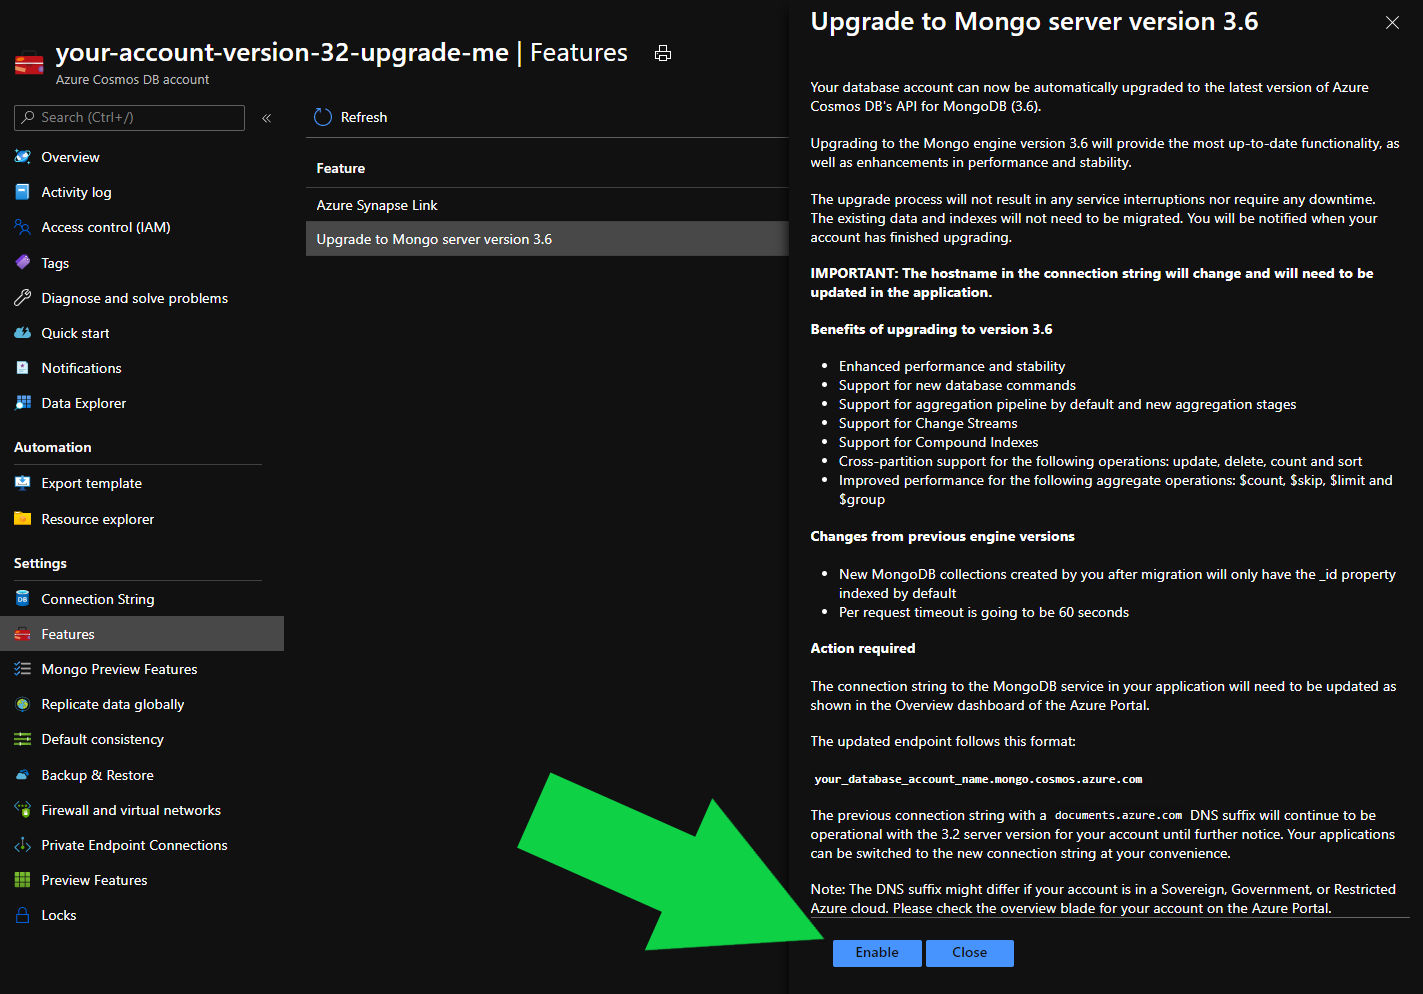 your-account-version-32-upgrade-me | Features
Azure Cosmos DB account
Search (Ctrl+/)
«
Overview
Activity log
Access control (IAM)
Tags
Diagnose and solve problems
Quick start
Notifications
Data Explorer
Automation
Export template
Resource explorer
Settings
DB
Connection String
Features
Mongo Preview Features
Replicate data globally
Default consistency
Backup & Restore
Firewall and virtual networks
Private Endpoint Connections
Preview Features
Locks
Refresh
Feature
Azure Synapse Link
Upgrade to Mongo server version 3.6
Upgrade to Mongo server version 3.6
Your database account can now be automatically upgraded to the latest version of Azure
Cosmos DB's API for MongoDB (3.6).
Upgrading to the Mongo engine version 3.6 will provide the most up-to-date functionality, as
well as enhancements in performance and stability.
The upgrade process will not result in any service interruptions nor require any downtime.
The existing data and indexes will not need to be migrated. You will be notified when your
account has finished upgrading.
IMPORTANT: The hostname in the connection string will change and will need to be
updated in the application.
Benefits of upgrading to version 3.6
• Enhanced performance and stability
• Support for new database commands
• Support for aggregation pipeline by default and new aggregation stages
• Support for Change Streams
• Support for Compound Indexes
• Cross-partition support for the following operations: update, delete, count and sort
• Improved performance for the following aggregate operations: $count, $skip, $limit and
$group
Changes from previous engine versions
• New MongoDB collections created by you after migration will only have the _id property
indexed by default
• Per request timeout is going to be 60 seconds
Action required
The connection string to the MongoDB service in your application will need to be updated as
shown in the Overview dashboard of the Azure Portal.
The updated endpoint follows this format:
your_database_account_name.mongo.cosmos.azure.com
The previous connection string with a documents.azure.com DNS suffix will continue to be
operational with the 3.2 server version for your account until further notice. Your applications
can be switched to the new connection string at your convenience.
Note: The DNS suffix might differ if your account is in a Sovereign, Government, or Restricted
Azure cloud. Please check the overview blade for your account on the Azure Portal.
Enable
Close